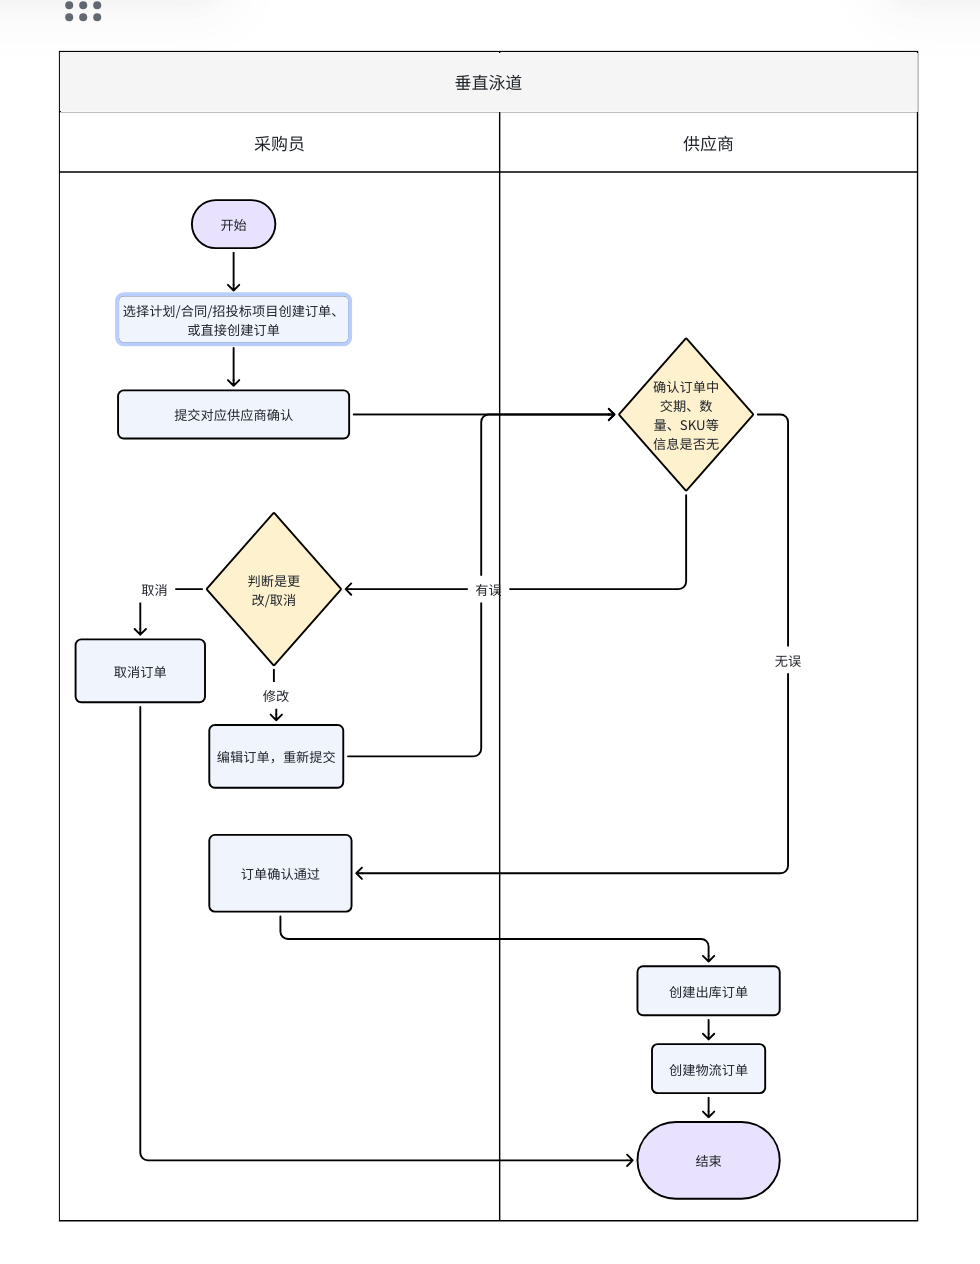 垂直泳道
采购员
供应商
开始
选择计划/合同/招投标项目创建订单、
或直接创建订单
提交对应供应商确认
确认订单中
交期、数
量、SKU等
信息是否无
判断是更
改/取消
取消
有误
取消订单
无误
修改
编辑订单，重新提交
订单确认通过
创建出库订单
创建物流订单
结束